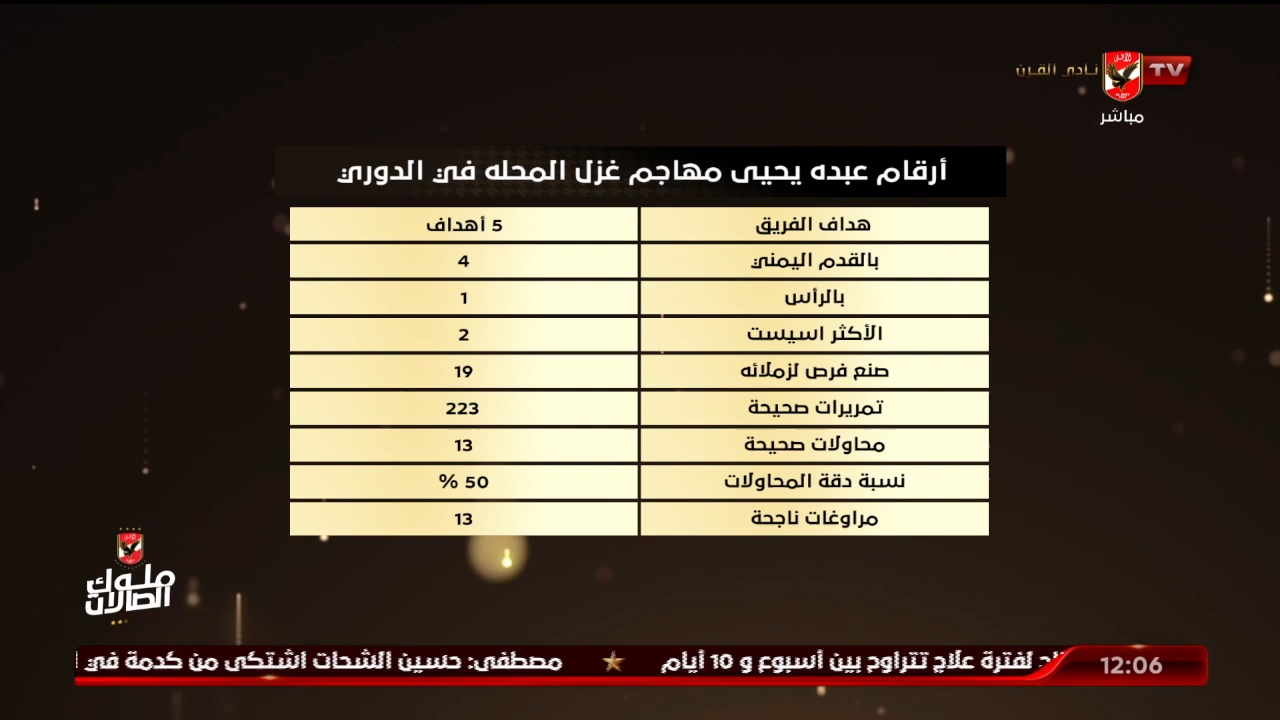 نادي القرن
TV
مباشر
أرقام عبده يحيى مهاجم غزل المحله في الدوري
هداف الفريق 5 أهداف
بالقدم اليمني 4
بالرأس 1
الأكثر اسيست 2
صنع فرص لزملائه 19
تمريرات صحيحة 223
محاولات صحيحة 13
نسبة دقة المحاولات 50 %
مراوغات ناجحة 13
ملوك
الصالات
لفترة علاج تتراوح بين أسبوع و 10 أيام
مصطفى: حسين الشحات اشتكى من كدمة في
12:06